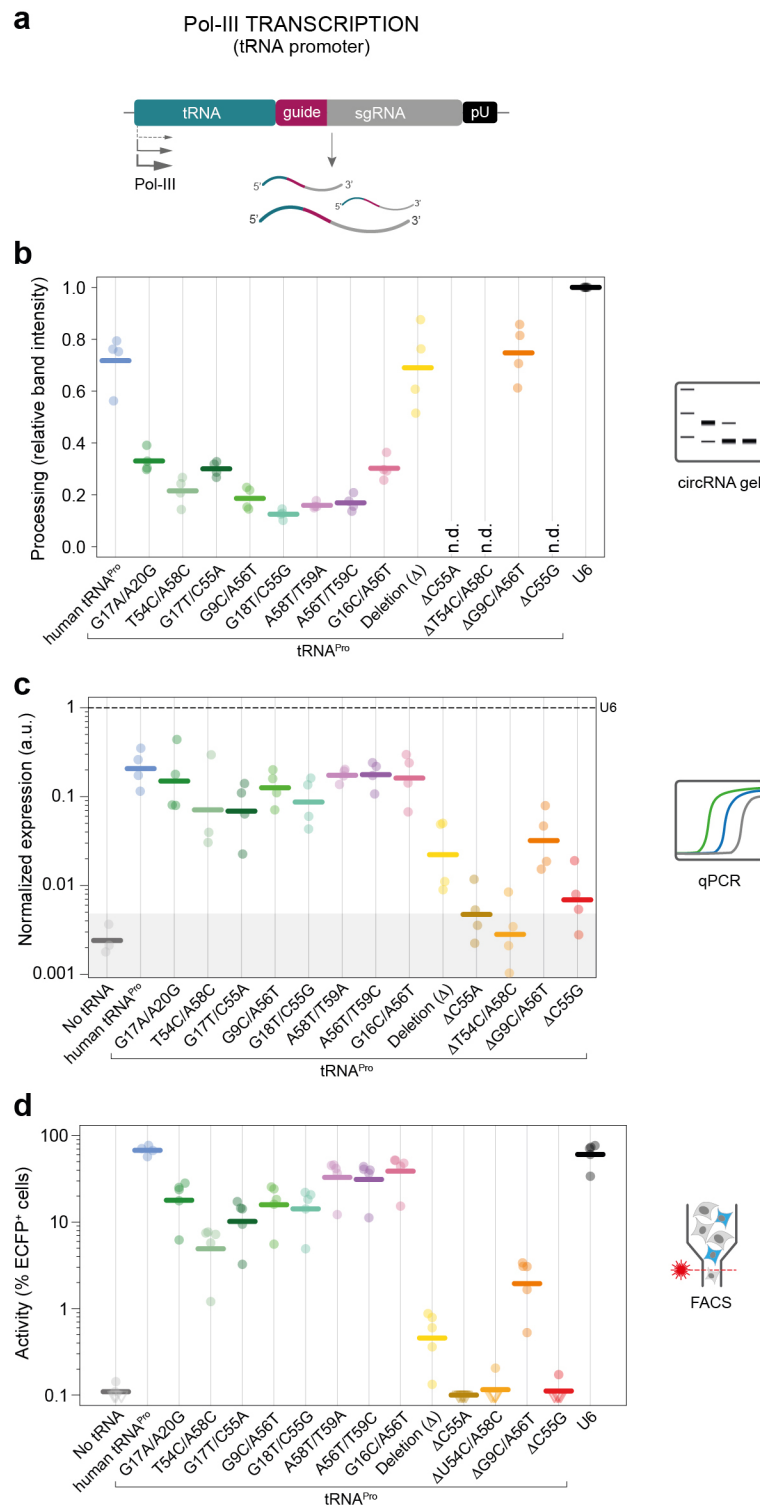 a
Pol-III TRANSCRIPTION
(tRNA promoter)
tRNA
guide
sgRNA
pU
Pol-III
5'
3'
5'
3'
5'
3'
b
Processing (relative band intensity)
1.0
0.8
0.6
0.4
0.2
0.0
n.d.
n.d.
n.d.
human tRNAᴾʳᵒ
G17A/A20G
T54C/A58C
G17T/C55A
G9C/A56T
G18T/C55G
A58T/T59A
A56T/T59C
G16C/A56T
Deletion (Δ)
ΔC55A
ΔT54C/A58C
ΔG9C/A56T
ΔC55G
U6
tRNAᴾʳᵒ
circRNA gel
c
Normalized expression (a.u.)
1
0.1
0.01
0.001
U6
No tRNA
human tRNAᴾʳᵒ
G17A/A20G
T54C/A58C
G17T/C55A
G9C/A56T
G18T/C55G
A58T/T59A
A56T/T59C
G16C/A56T
Deletion (Δ)
ΔC55A
ΔT54C/A58C
ΔG9C/A56T
ΔC55G
tRNAᴾʳᵒ
qPCR
d
Activity (% ECFP⁺ cells)
100
10
1
0.1
No tRNA
human tRNAᴾʳᵒ
G17A/A20G
T54C/A58C
G17T/C55A
G9C/A56T
G18T/C55G
A58T/T59A
A56T/T59C
G16C/A56T
Deletion (Δ)
ΔC55A
ΔU54C/A58C
ΔG9C/A56T
ΔC55G
U6
tRNAᴾʳᵒ
FACS